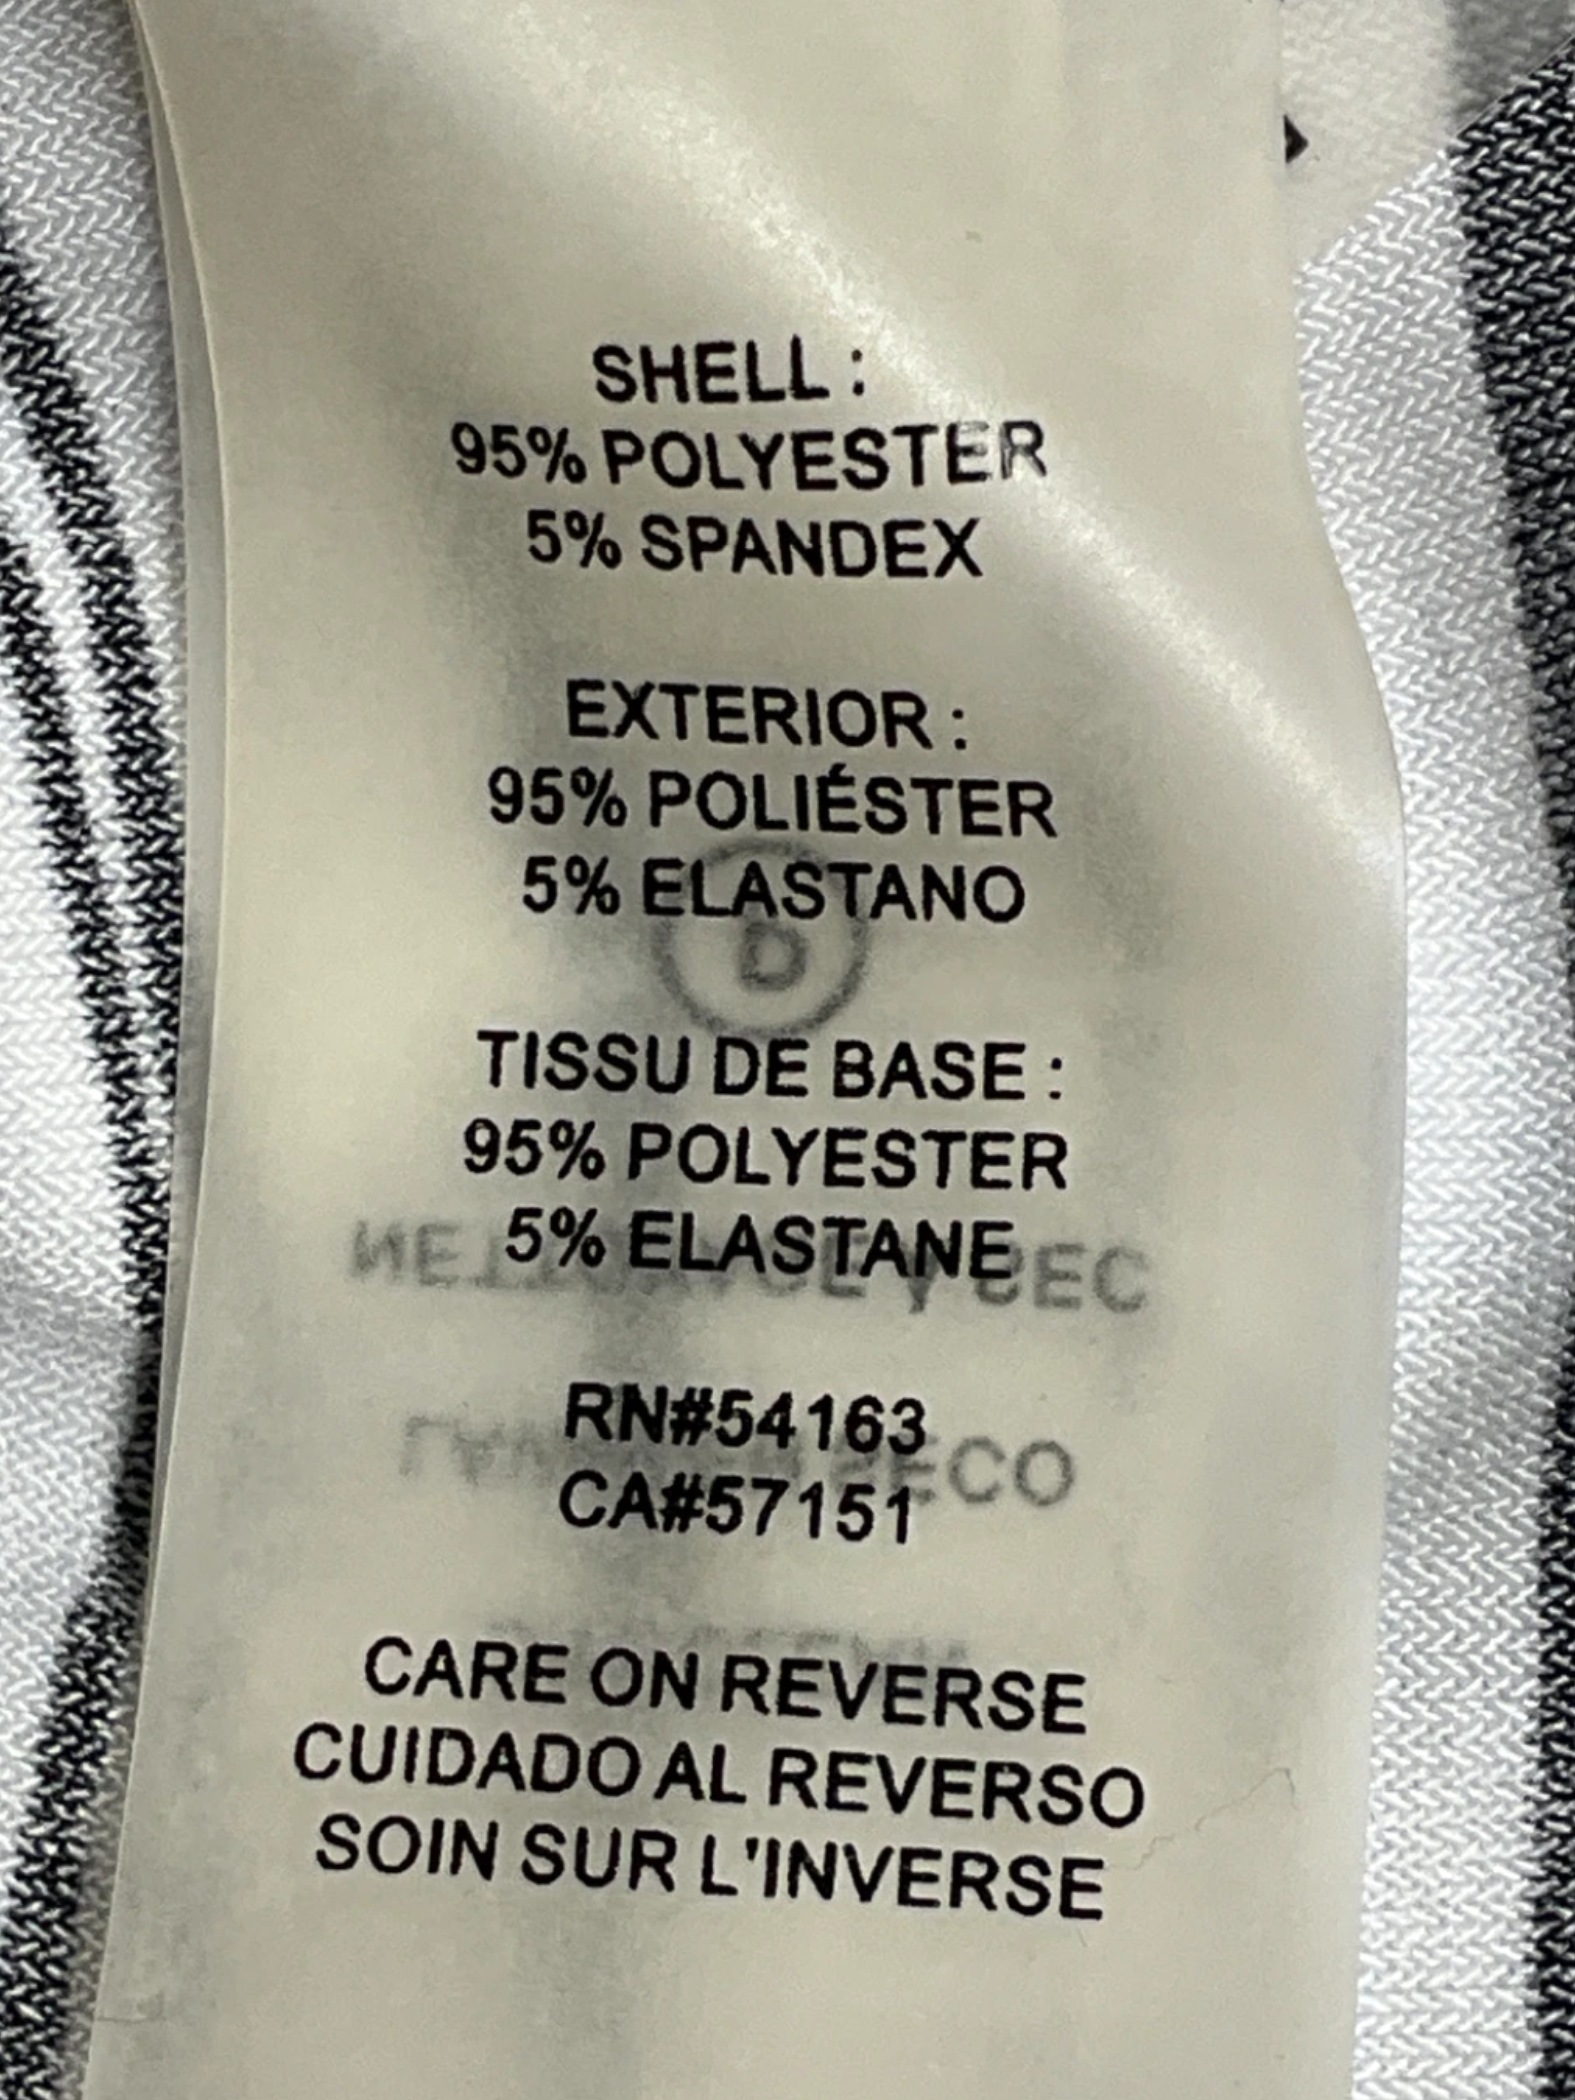 SHELL :
95% POLYESTER
5% SPANDEX
EXTERIOR :
95% POLIÉSTER
5% ELASTANO
D
TISSU DE BASE :
95% POLYESTER
5% ELASTANE
RN#54163
CA#57151
CARE ON REVERSE
CUIDADO AL REVERSO
SOIN SUR L'INVERSE